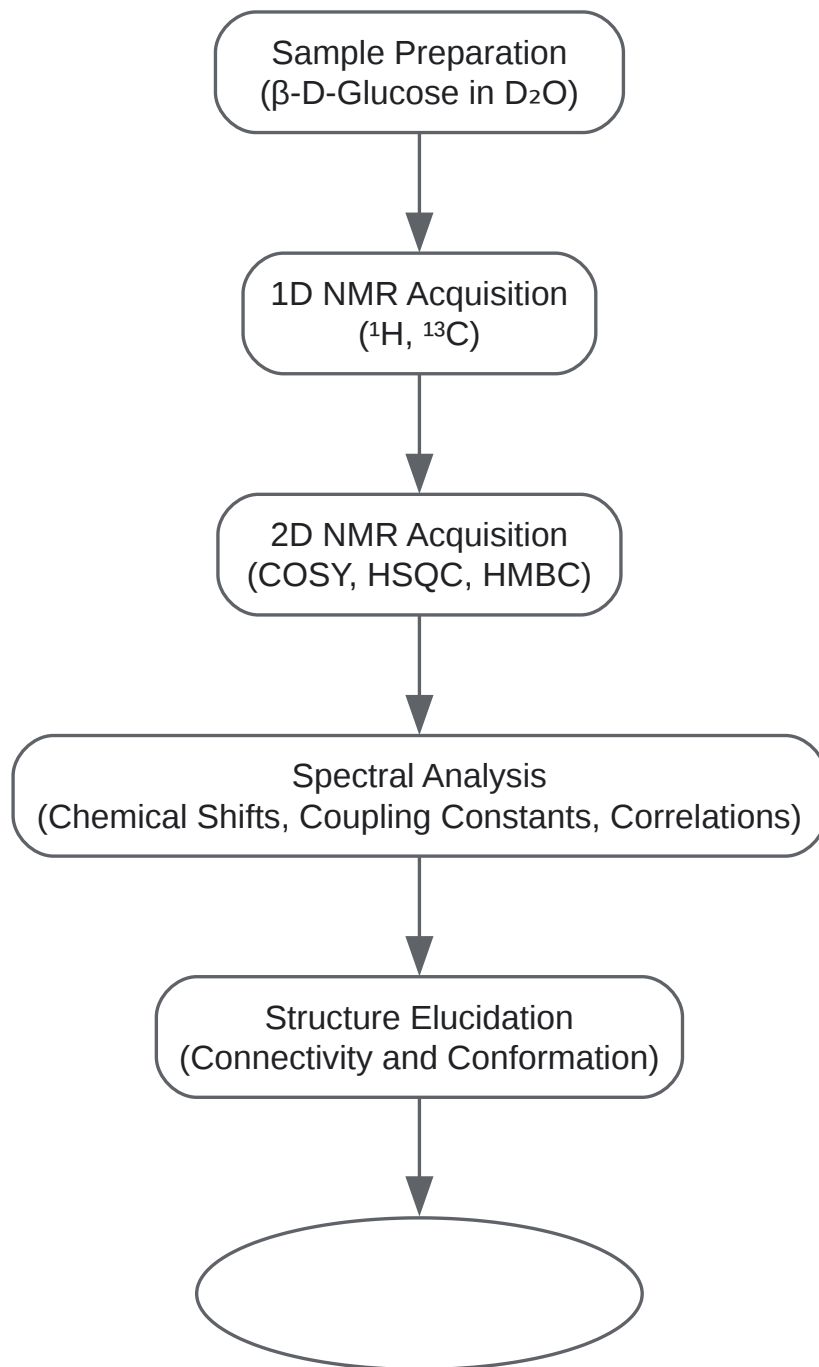 Sample Preparation
(β-D-Glucose in D₂O)
1D NMR Acquisition
(¹H, ¹³C)
2D NMR Acquisition
(COSY, HSQC, HMBC)
Spectral Analysis
(Chemical Shifts, Coupling Constants, Correlations)
Structure Elucidation
(Connectivity and Conformation)